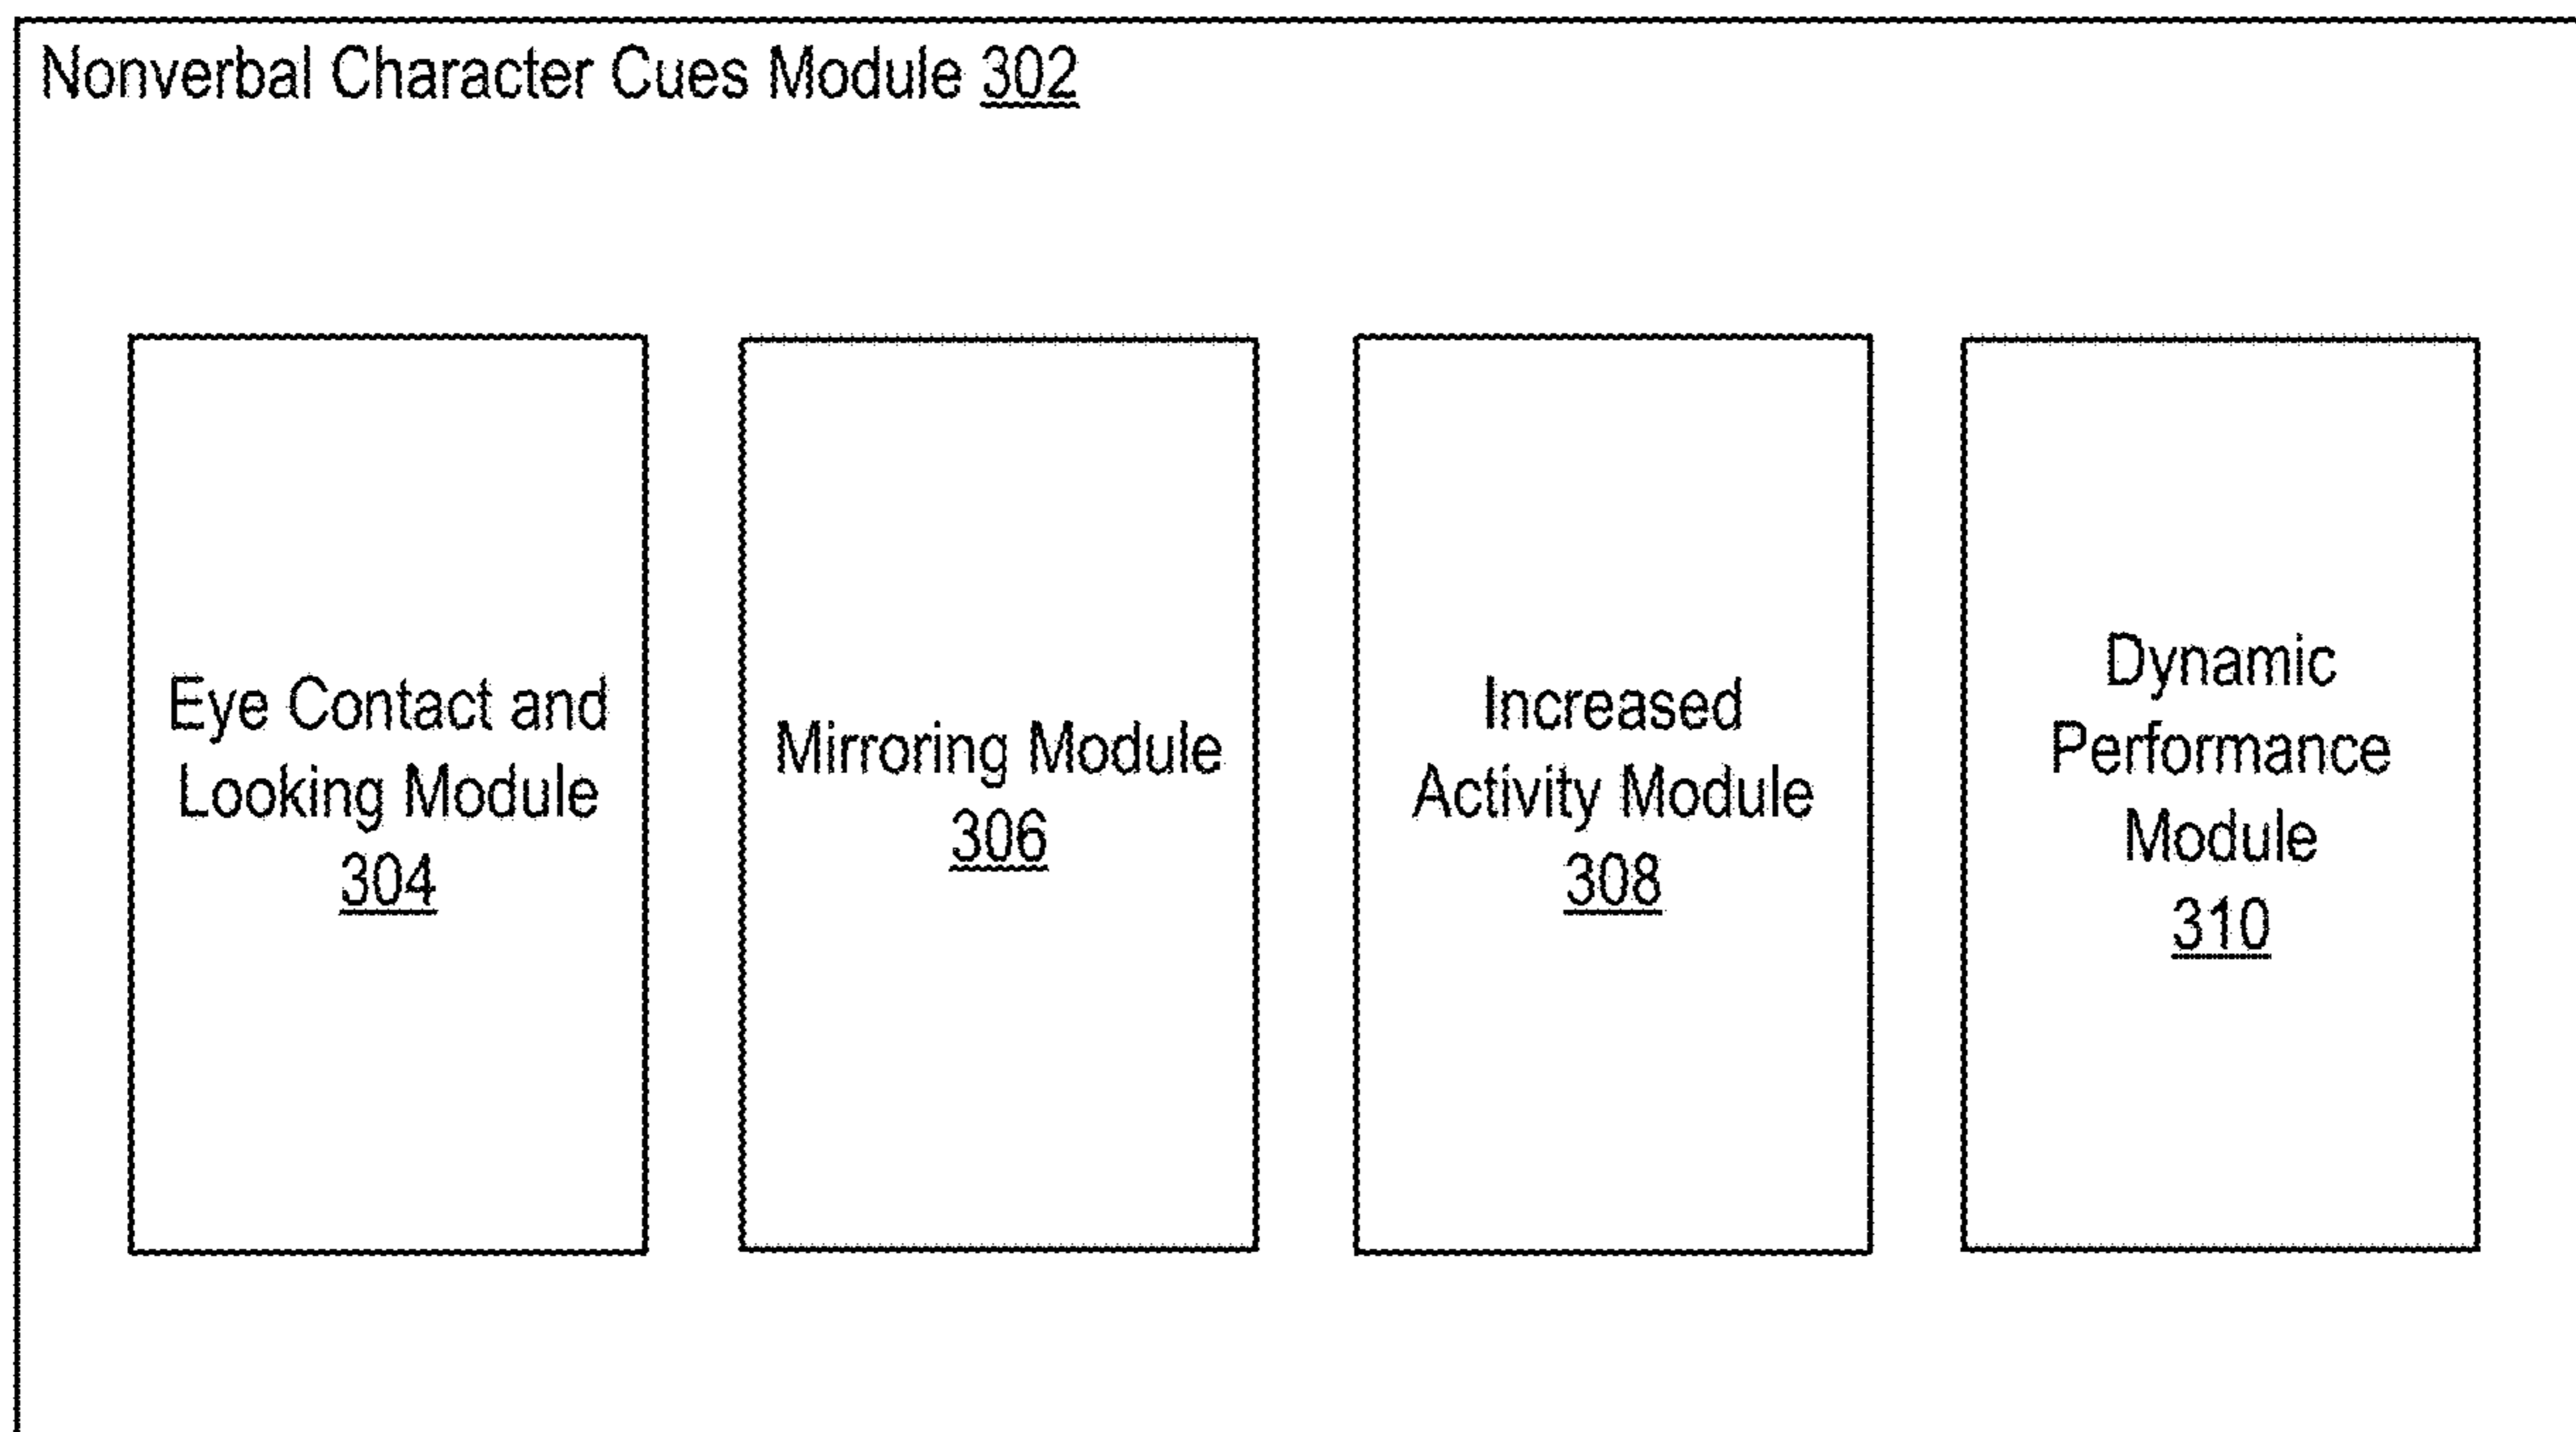 Nonverbal Character Cues Module 302
Eye Contact and
Looking Module
304
Mirroring Module
306
Increased
Activity Module
308
Dynamic
Performance
Module
310